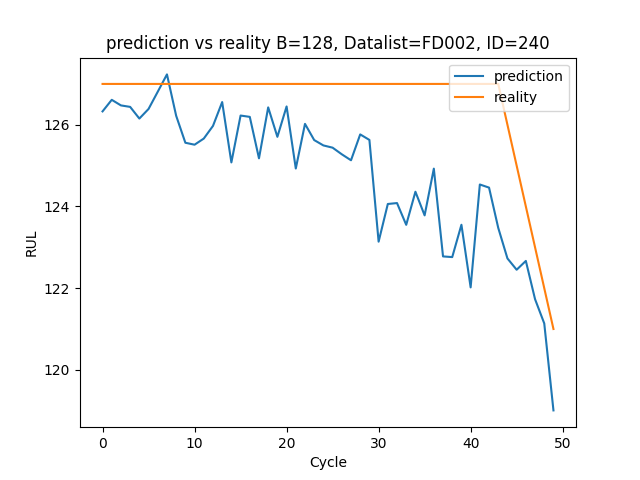 prediction vs reality B=128, Datalist=FD002, ID=240
prediction
reality
126
124
122
120
RUL
0 10 20 30 40 50
Cycle